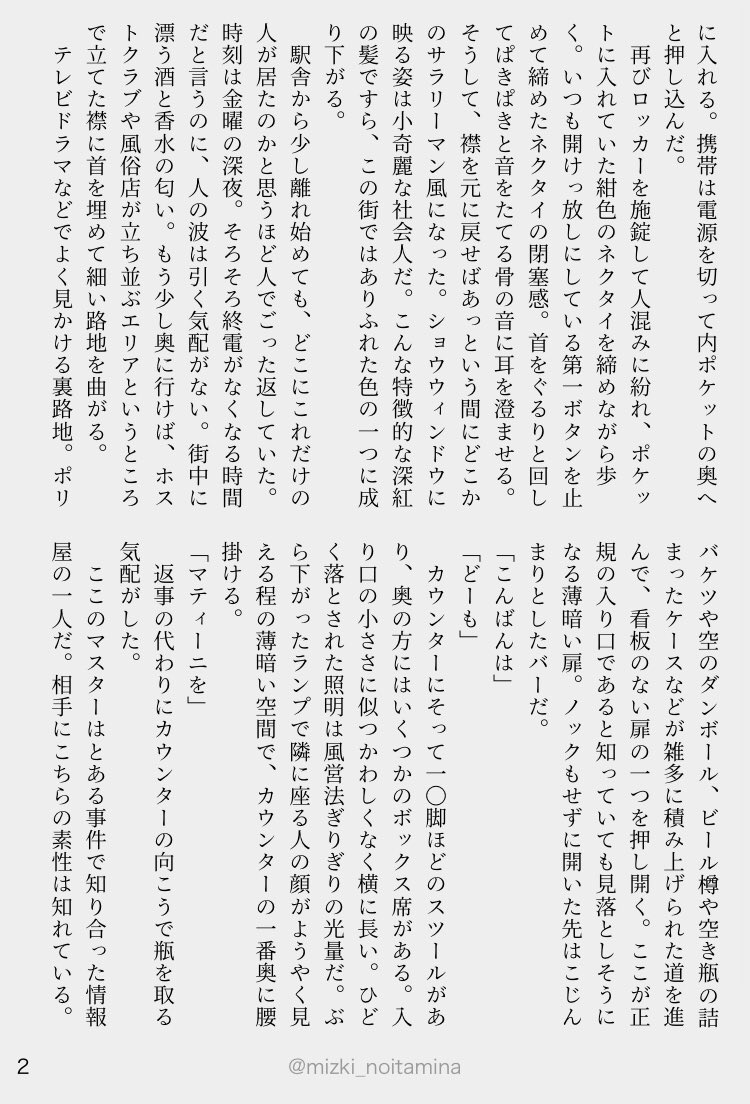 に入れる。携帯は電源を切って内ポケットの奥へ
と押し込んだ。
再びロッカーを施錠して人混みに紛れ、ポケッ
トに入れていた紺色のネクタイを締めながら歩
く。いつも開けっ放しにしている第一ボタンを止
めて締めたネクタイの閉塞感。首をぐるりと回し
てぱきぱきと音をたてる骨の音に耳を澄ませる。
そうして、襟を元に戻せばあっという間にどこか
のサラリーマン風になった。ショウウィンドウに
映る姿は小奇麗な社会人だ。こんな特徴的な深紅
の髪ですら、この街ではありふれた色の一つに成
り下がる。
駅舎から少し離れ始めても、どこにこれだけの
人が居たのかと思うほど人でごった返していた。
時刻は金曜の深夜。そろそろ終電がなくなる時間
だと言うのに、人の波は引く気配がない。街中に
漂う酒と香水の匂い。もう少し奥に行けば、ホス
トクラブや風俗店が立ち並ぶエリアというところ
で立てた襟に首を埋めて細い路地を曲がる。
テレビドラマなどでよく見かける裏路地。ポリ
バケツや空のダンボール、ビール樽や空き瓶の詰
まったケースなどが雑多に積み上げられた道を進
んで、看板のない扉の一つを押し開く。ここが正
規の入り口であると知っていても見落としそうに
なる薄暗い扉。ノックもせずに開いた先はこじん
まりとしたバーだ。
「こんばんは」
「どーも」
カウンターにそって一〇脚ほどのスツールがあ
り、奥の方にはいくつかのボックス席がある。入
り口の小ささに似つかわしくなく横に長い。ひど
く落とされた照明は風営法ぎりぎりの光量だ。ぶ
ら下がったランプで隣に座る人の顔がようやく見
える程の薄暗い空間で、カウンターの一番奥に腰
掛ける。
「マティーニを」
返事の代わりにカウンターの向こうで瓶を取る
気配がした。
ここのマスターはとある事件で知り合った情報
屋の一人だ。相手にこちらの素性は知れている。
2
@mizki_noitamina